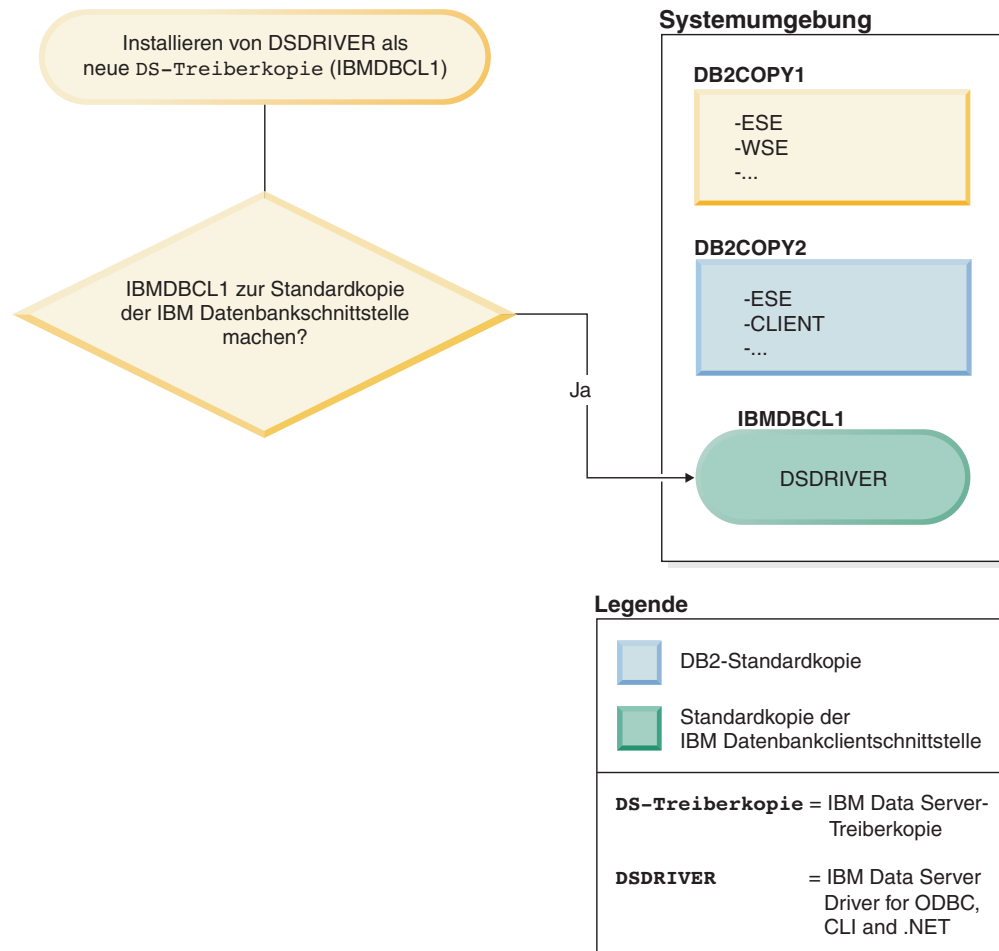 Installieren von DSDRIVER als
neue DS-Treiberkopie (IBMDBCL1)
IBMDBCL1 zur Standardkopie
der IBM Datenbankschnittstelle
machen?
Ja
Systemumgebung
DB2COPY1
-ESE
-WSE
-...
DB2COPY2
-ESE
-CLIENT
-...
IBMDBCL1
DSDRIVER
Legende
DB2-Standardkopie
Standardkopie der
IBM Datenbankclientschnittstelle
DS-Treiberkopie = IBM Data Server-
Treiberkopie
DSDRIVER = IBM Data Server
Driver for ODBC,
CLI and .NET